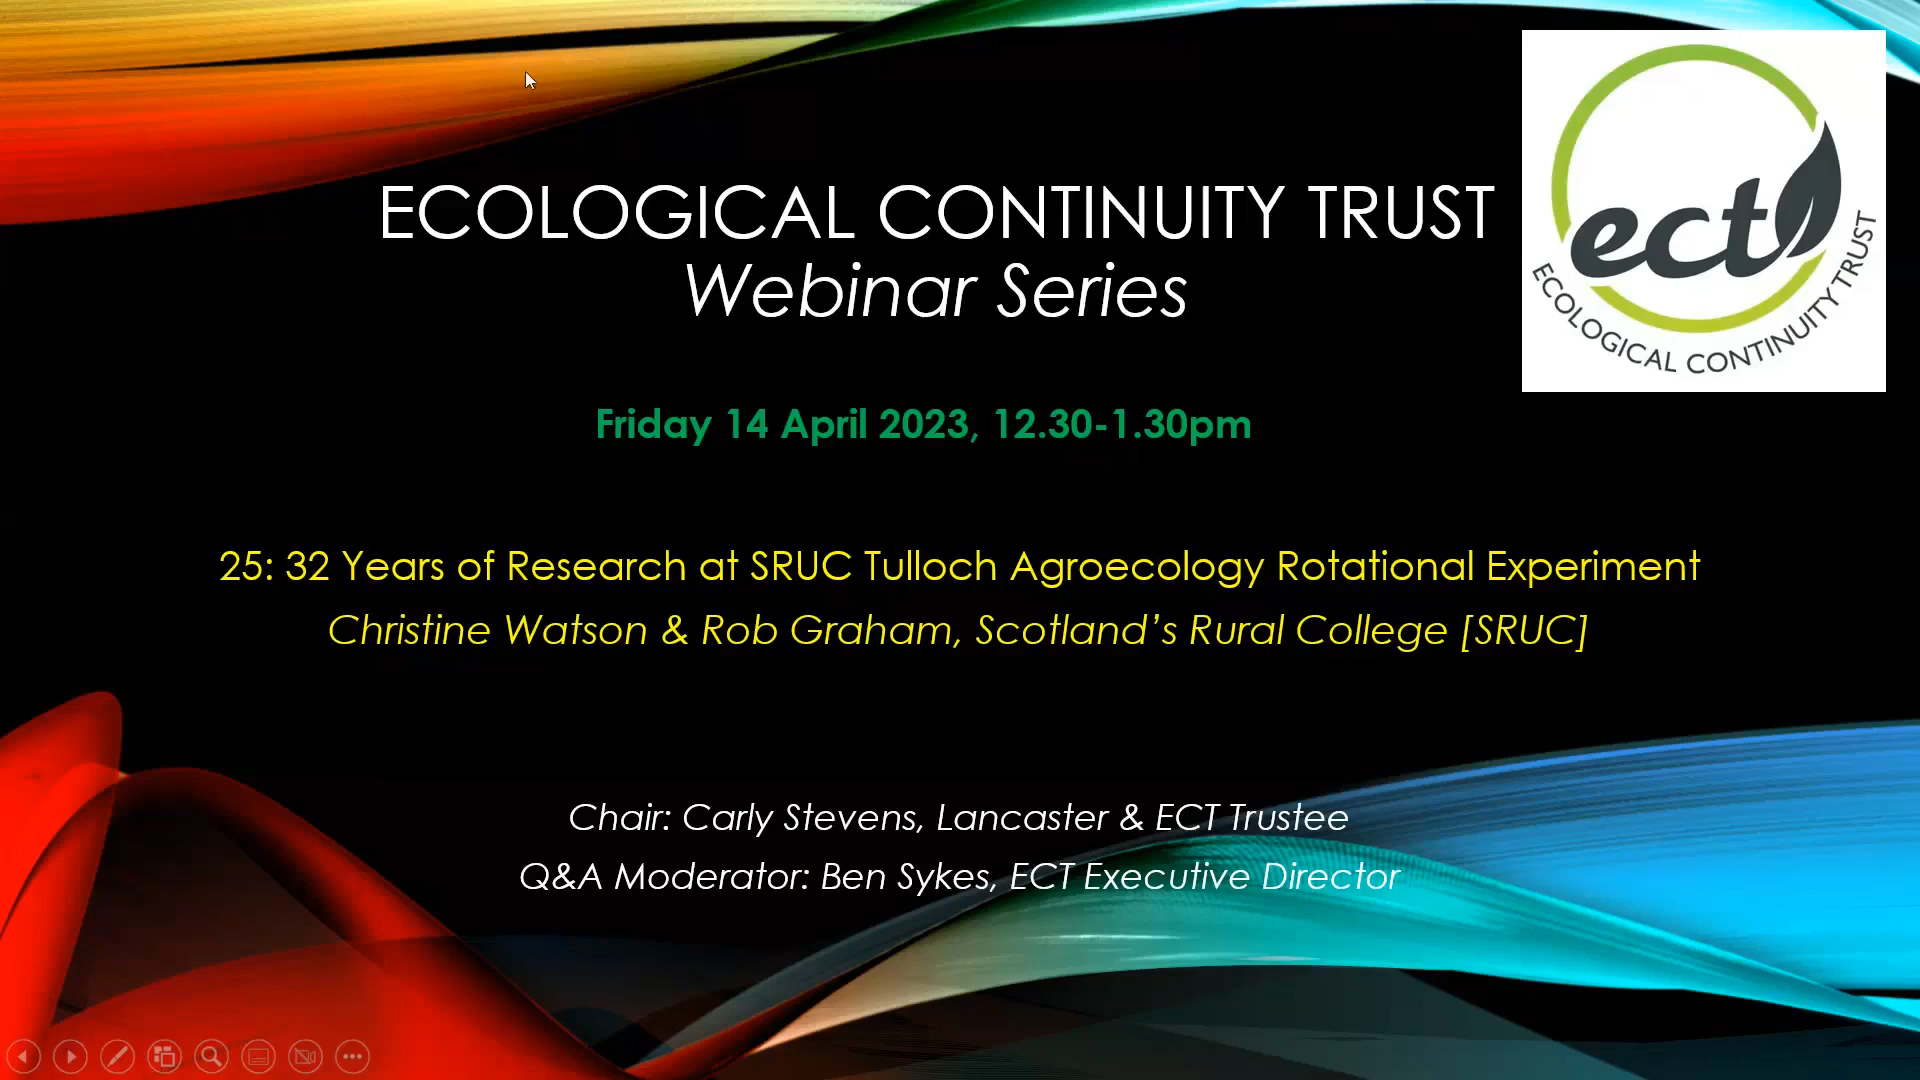 ECOLOGICAL CONTINUITY TRUST
Webinar Series
ect
ECOLOGICAL CONTINUITY TRUST
Friday 14 April 2023, 12.30-1.30pm
25: 32 Years of Research at SRUC Tulloch Agroecology Rotational Experiment
Christine Watson & Rob Graham, Scotland’s Rural College [SRUC]
Chair: Carly Stevens, Lancaster & ECT Trustee
Q&A Moderator: Ben Sykes, ECT Executive Director